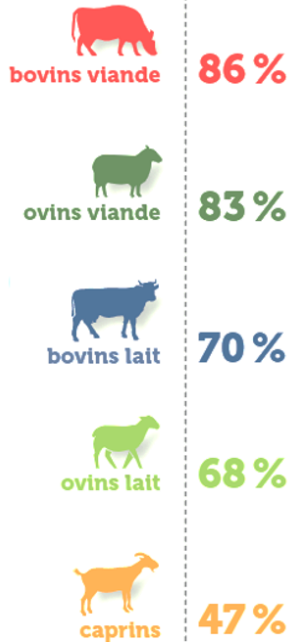 bovins viande 86 %
ovins viande 83 %
bovins lait 70 %
ovins lait 68 %
caprins 47 %